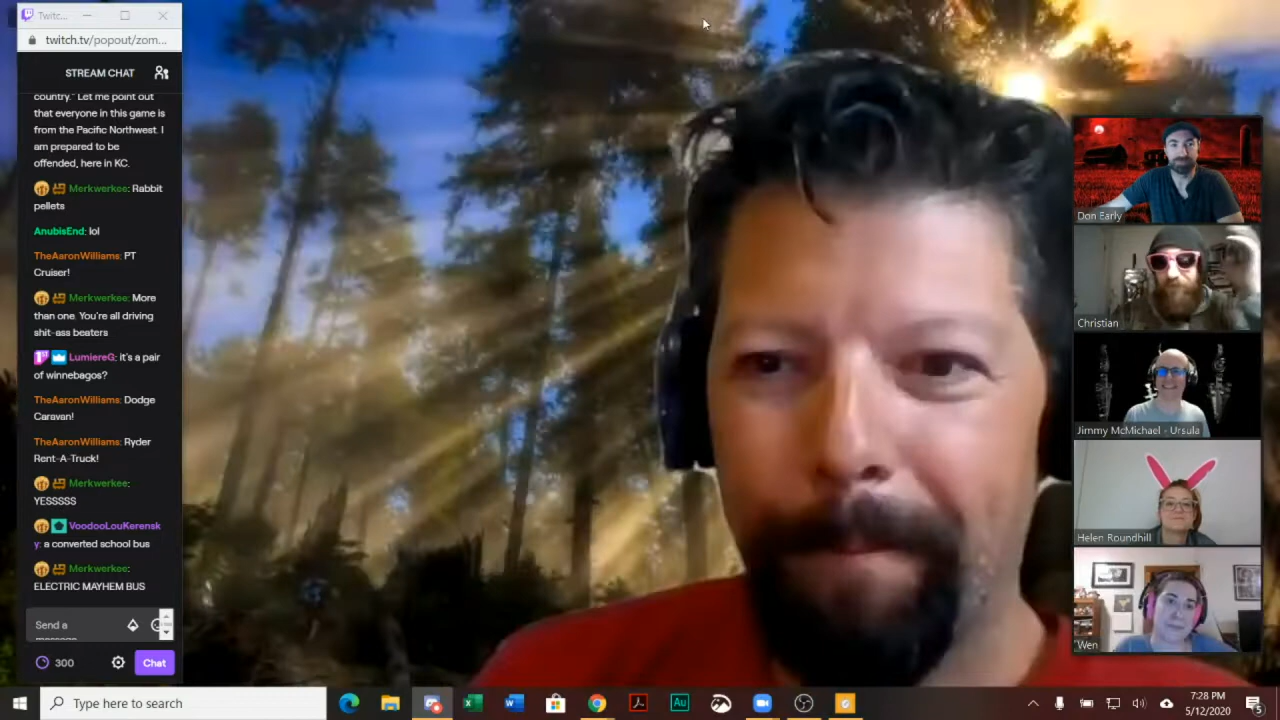 Twitc...
twitch.tv/popout/zom...
STREAM CHAT
country." Let me point out
that everyone in this game is
from the Pacific Northwest. I
am prepared to be
offended, here in KC.
Merkwerkee: Rabbit
pellets
AnubisEnd: lol
TheAaronWilliams: PT
Cruiser!
Merkwerkee: More
than one. You're all driving
shit-ass beaters
LumiereG: it's a pair
of winnebagos?
TheAaronWilliams: Dodge
Caravan!
TheAaronWilliams: Ryder
Rent-A-Truck!
Merkwerkee:
YESSSSS
VoodooLouKerensk
y: a converted school bus
Merkwerkee:
ELECTRIC MAYHEM BUS
Send a
message
300
Chat
Don Early
Christian
Jimmy McMichael - Ursula
Helen Roundhill
Wen
Type here to search
Au
7:28 PM
5/12/2020
5